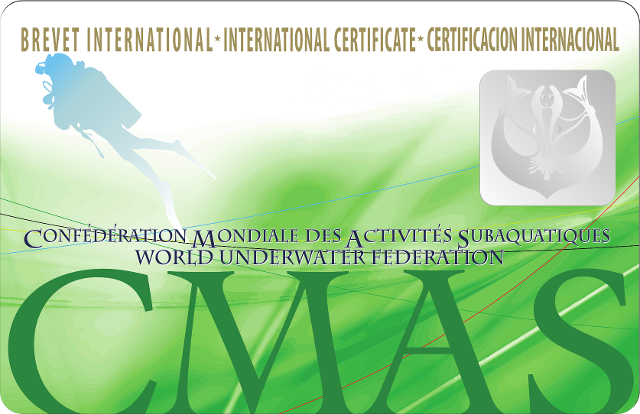 BREVET INTERNATIONAL★INTERNATIONAL CERTIFICATE★CERTIFICACION INTERNACIONAL
CONFÉDÉRATION MONDIALE DES ACTIVITÉS SUBAQUATIQUES
WORLD UNDERWATER FEDERATION
CMAS